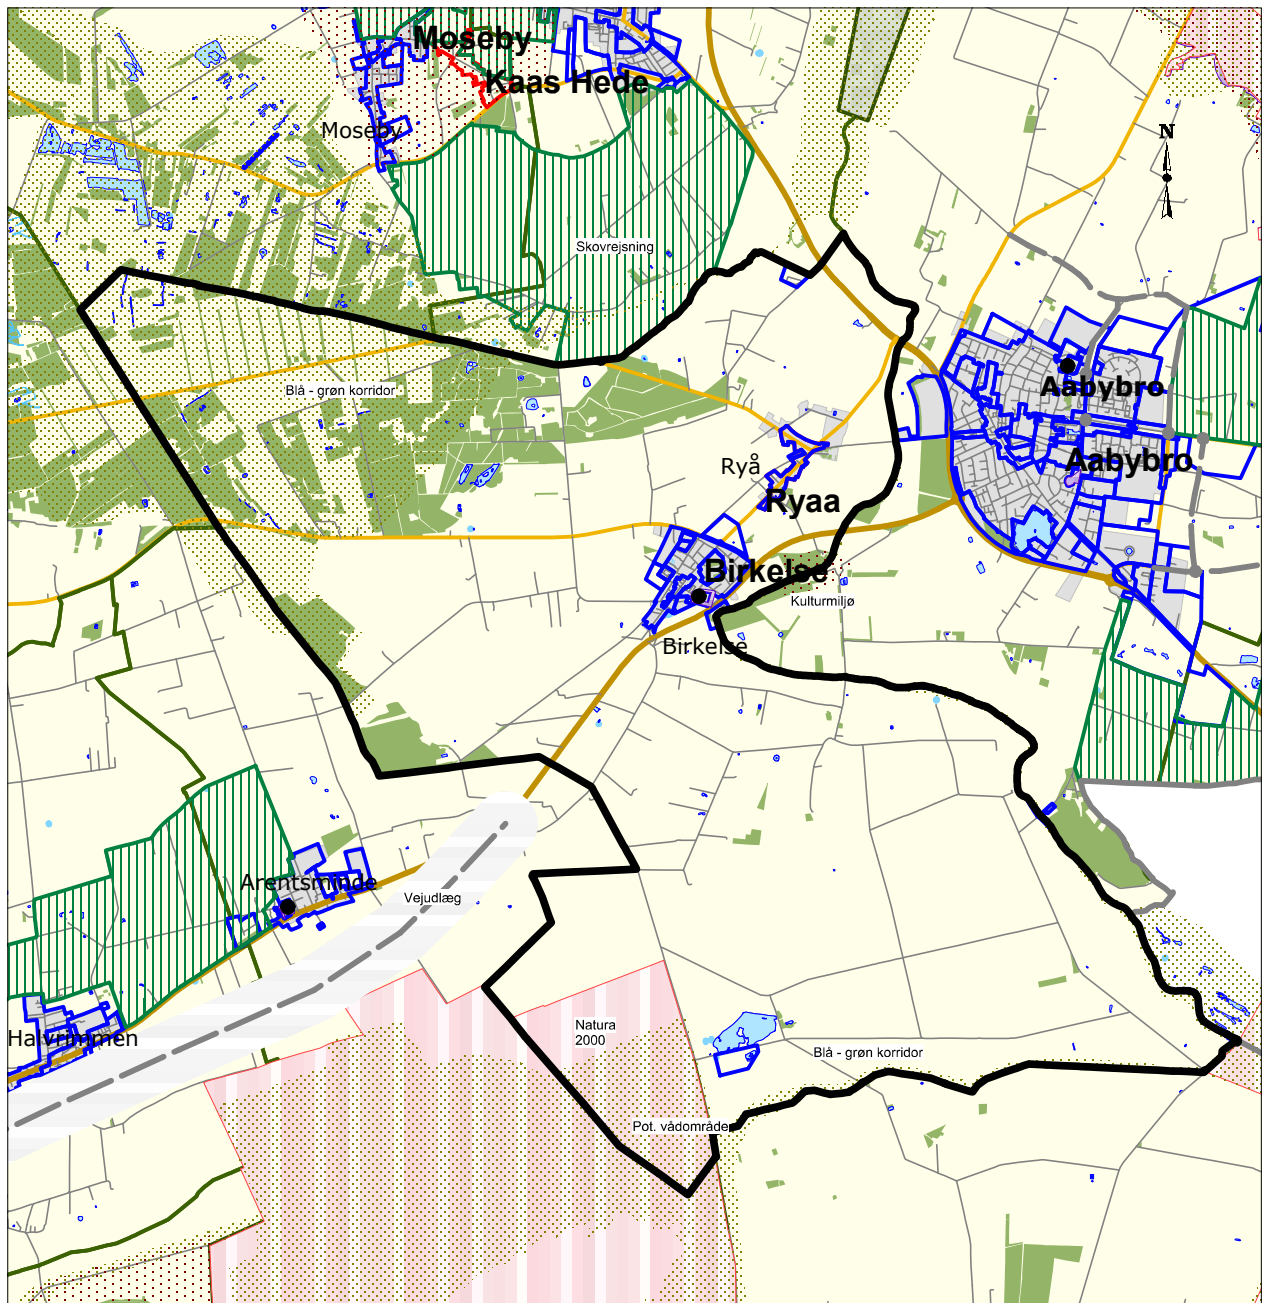 Moseby
Kaas Hede
Moseby
N
Skovrejsning
Blå - grøn korridor
Aabybro
Aabybro
Ryå
Ryaa
Birkelse
Kulturmiljø
Birkelse
Arentsminde
Vejudlæg
Natura
2000
Halvrimmen
Blå - grøn korridor
Pot. vådområde